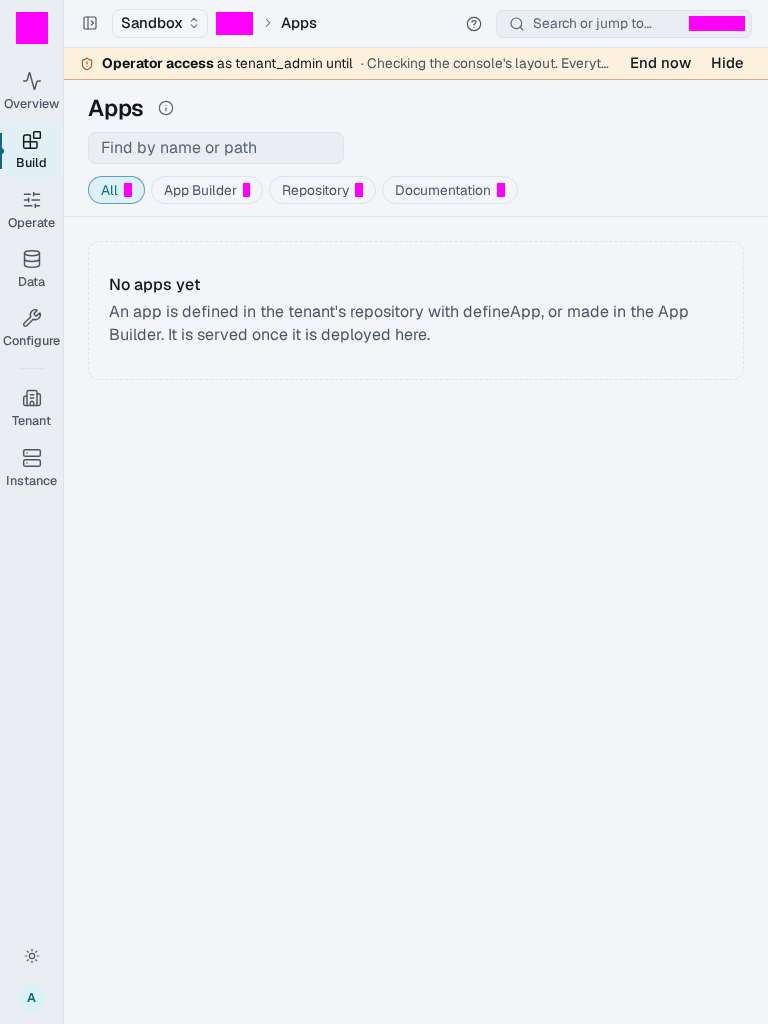 Sandbox
Apps
Search or jump to…
Operator access as tenant_admin until · Checking the console's layout. Everyt…
End now
Hide
Overview
Build
Operate
Data
Configure
Tenant
Instance
A
Apps
Find by name or path
All
App Builder
Repository
Documentation
No apps yet
An app is defined in the tenant's repository with defineApp, or made in the App
Builder. It is served once it is deployed here.